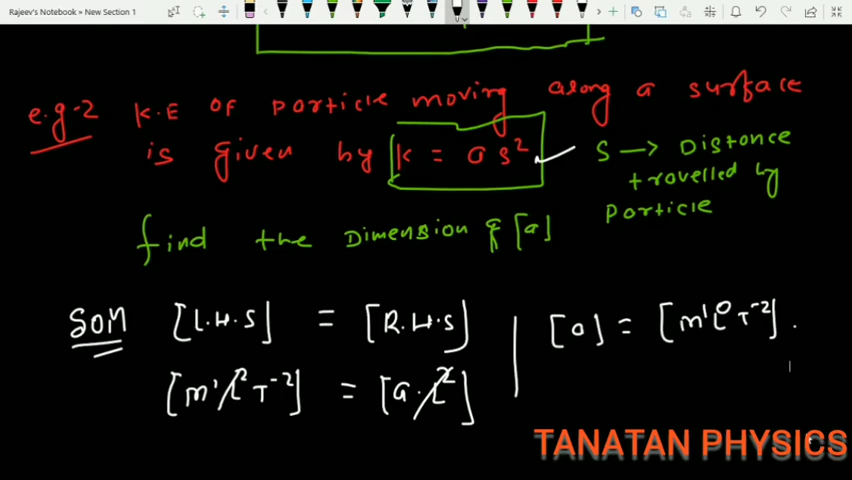 Rajeev's Notebook » New Section 1
e.g-2 K.E OF Particle moving along a surface
is given by K = a s² S → Distance
travelled by
Particle
find the Dimension of [a]
SOM [L.H.S] = [R.H.S] [a] = [M¹L⁰T⁻²].
[M¹L²T⁻²] = [a.L²]
TANATAN PHYSICS